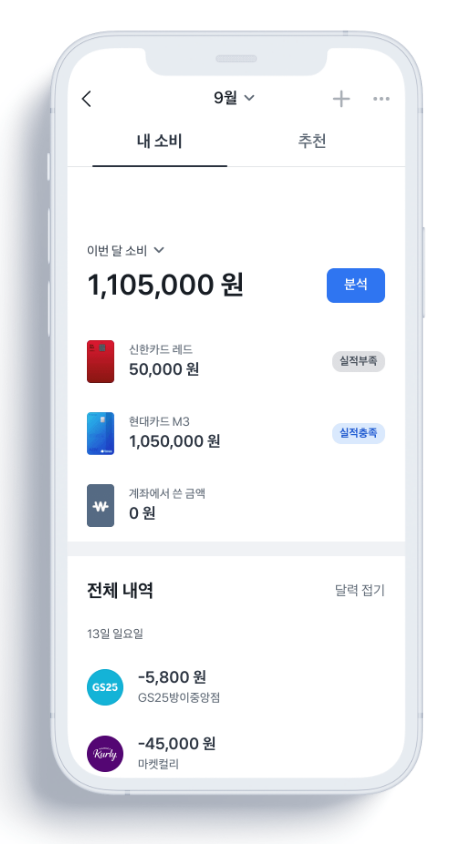 9월
내 소비
추천
이번 달 소비
1,105,000 원
분석
신한카드 레드
50,000 원
실적부족
현대카드 M3
1,050,000 원
실적충족
계좌에서 쓴 금액
0 원
전체 내역
달력 접기
13일 일요일
GS25
-5,800 원
GS25방이중앙점
Kurly
-45,000 원
마켓컬리